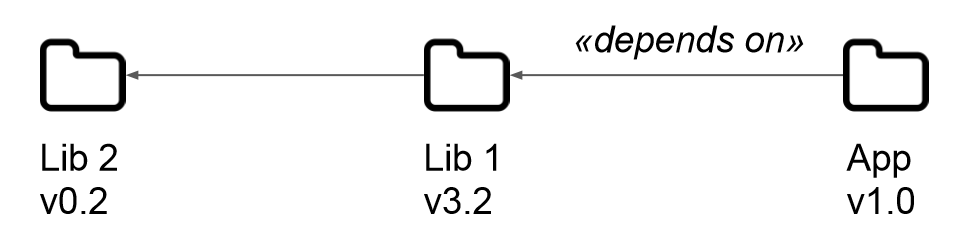 «depends on»
Lib 2
v0.2
Lib 1
v3.2
App
v1.0